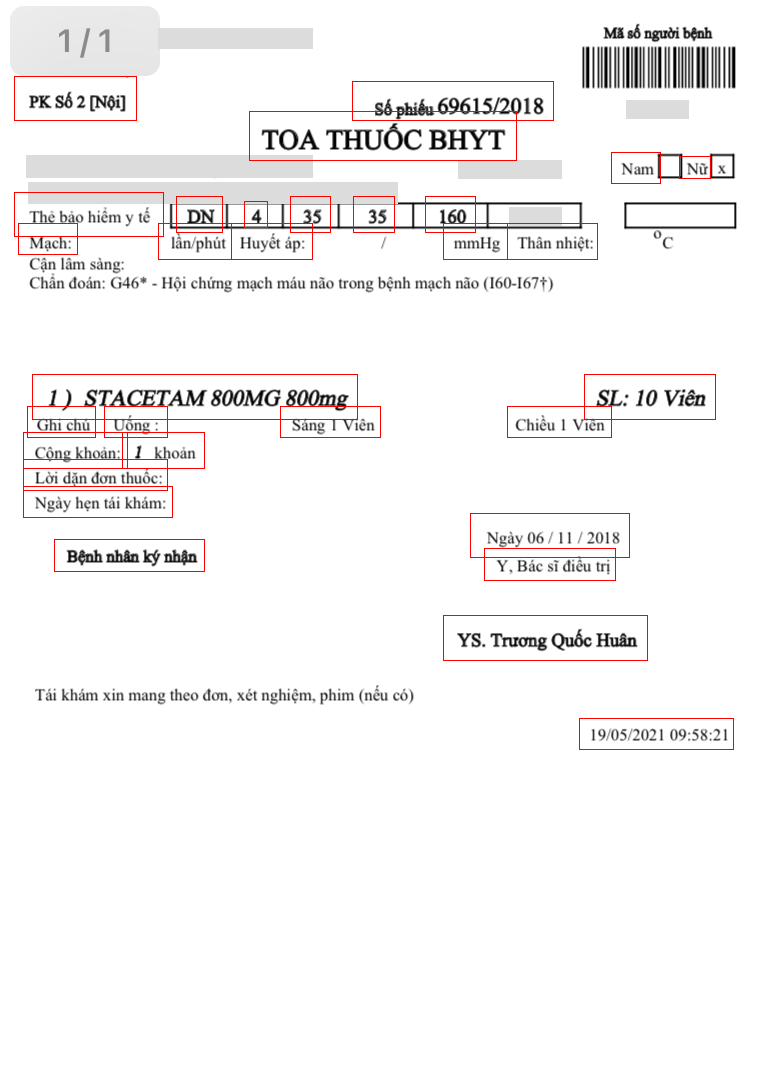 1/1
Mã số người bệnh
PK Số 2 [Nội]
Số phiếu 69615/2018
TOA THUỐC BHYT
Nam Nữ x
Thẻ bảo hiểm y tế DN 4 35 35 160
Mạch: lần/phút Huyết áp: / mmHg Thân nhiệt: °C
Cận lâm sàng:
Chẩn đoán: G46* - Hội chứng mạch máu não trong bệnh mạch não (I60-I67†)
1 ) STACETAM 800MG 800mg SL: 10 Viên
Ghi chú Uống : Sáng 1 Viên Chiều 1 Viên
Cộng khoản: 1 khoản
Lời dặn đơn thuốc:
Ngày hẹn tái khám:
Ngày 06 / 11 / 2018
Bệnh nhân ký nhận
Y, Bác sĩ điều trị
YS. Trương Quốc Huân
Tái khám xin mang theo đơn, xét nghiệm, phim (nếu có)
19/05/2021 09:58:21